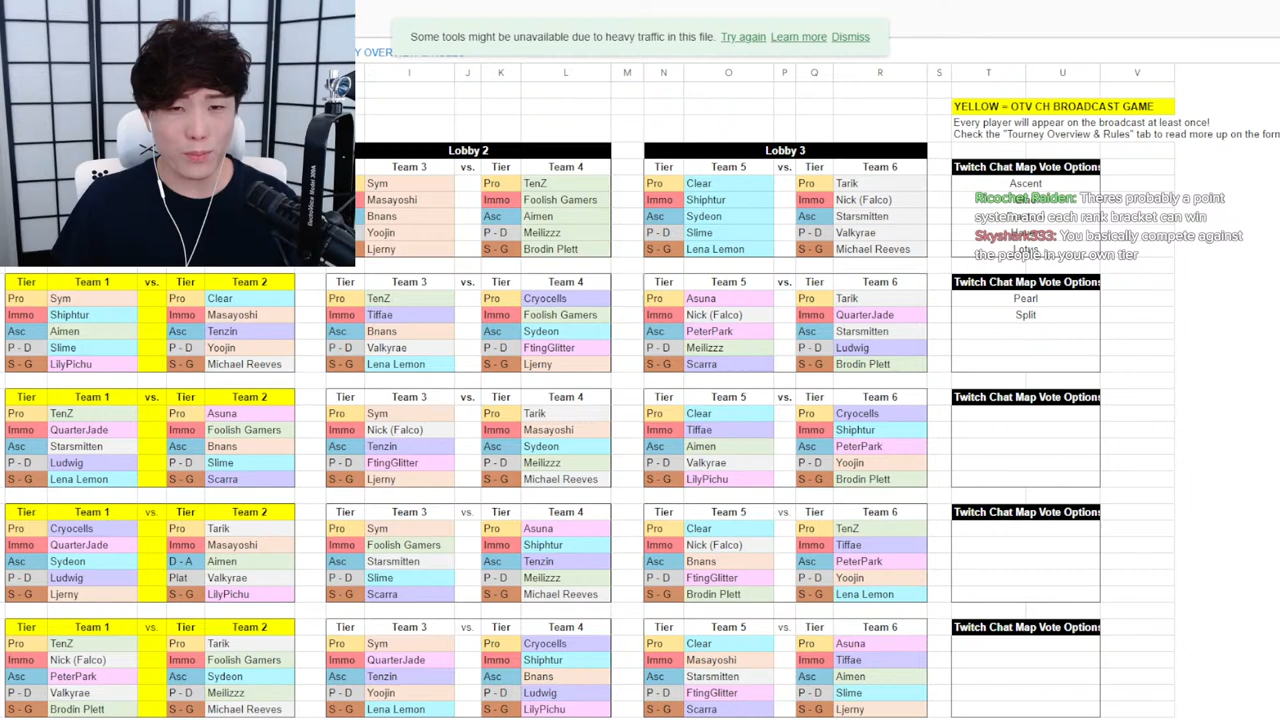 Some tools might be unavailable due to heavy traffic in this file. Try again Learn more Dismiss
I J K L M N O P Q R S T U V
YELLOW = OTV CH BROADCAST GAME
Every player will appear on the broadcast at least once!
Check the "Tourney Overview & Rules" tab to read more up on the
Lobby 2 Lobby 3
Team 3 vs. Tier Team 4 Tier Team 5 vs. Tier Team 6 Twitch Chat Map Vote Options
Sym Pro TenZ Pro Clear Pro Tarik Ascent
Masayoshi Immo Foolish Gamers Immo Shiphtur Immo Nick (Falco)
Bnans Asc Aimen Asc Sydeon Asc Starsmitten
Yoojin P - D Meilizzz P - D Slime P - D Valkyrae
Ljerny S - G Brodin Plett S - G Lena Lemon S - G Michael Reeves Lotus
Ricochet Raiden: Theres probably a point
system and each rank bracket can win
Skyshark333: You basically compete against
the people in your own tier
Tier Team 1 vs. Tier Team 2 Tier Team 3 vs. Tier Team 4 Tier Team 5 vs. Tier Team 6 Twitch Chat Map Vote Options
Pro Sym Pro Clear Pro TenZ Pro Cryocells Pro Asuna Pro Tarik Pearl
Immo Shiphtur Immo Masayoshi Immo Tiffae Immo Foolish Gamers Immo Nick (Falco) Immo QuarterJade Split
Asc Aimen Asc Tenzin Asc Bnans Asc Sydeon Asc PeterPark Asc Starsmitten
P - D Slime P - D Yoojin P - D Valkyrae P - D FtingGlitter P - D Meilizzz P - D Ludwig
S - G LilyPichu S - G Michael Reeves S - G Lena Lemon S - G Ljerny S - G Scarra S - G Brodin Plett
Tier Team 1 vs. Tier Team 2 Tier Team 3 vs. Tier Team 4 Tier Team 5 vs. Tier Team 6 Twitch Chat Map Vote Options
Pro TenZ Pro Asuna Pro Sym Pro Tarik Pro Clear Pro Cryocells
Immo QuarterJade Immo Foolish Gamers Immo Nick (Falco) Immo Masayoshi Immo Tiffae Immo Shiphtur
Asc Starsmitten Asc Bnans Asc Tenzin Asc Sydeon Asc Aimen Asc PeterPark
P - D Ludwig P - D Slime P - D FtingGlitter P - D Meilizzz P - D Valkyrae P - D Yoojin
S - G Lena Lemon S - G Scarra S - G Ljerny S - G Michael Reeves S - G LilyPichu S - G Brodin Plett
Tier Team 1 vs. Tier Team 2 Tier Team 3 vs. Tier Team 4 Tier Team 5 vs. Tier Team 6 Twitch Chat Map Vote Options
Pro Cryocells Pro Tarik Pro Sym Pro Asuna Pro Clear Pro TenZ
Immo QuarterJade Immo Masayoshi Immo Foolish Gamers Immo Shiphtur Immo Nick (Falco) Immo Tiffae
Asc Sydeon D - A Aimen Asc Starsmitten Asc Tenzin Asc Bnans Asc PeterPark
P - D Ludwig Plat Valkyrae P - D Slime P - D Meilizzz P - D FtingGlitter P - D Yoojin
S - G Ljerny S - G LilyPichu S - G Scarra S - G Michael Reeves S - G Brodin Plett S - G Lena Lemon
Tier Team 1 vs. Tier Team 2 Tier Team 3 vs. Tier Team 4 Tier Team 5 vs. Tier Team 6 Twitch Chat Map Vote Options
Pro TenZ Pro Tarik Pro Sym Pro Cryocells Pro Clear Pro Asuna
Immo Nick (Falco) Immo Foolish Gamers Immo QuarterJade Immo Shiphtur Immo Masayoshi Immo Tiffae
Asc PeterPark Asc Sydeon Asc Tenzin Asc Bnans Asc Starsmitten Asc Aimen
P - D Valkyrae P - D Meilizzz P - D Yoojin P - D Ludwig P - D FtingGlitter P - D Slime
S - G Brodin Plett S - G Michael Reeves S - G Lena Lemon S - G LilyPichu S - G Scarra S - G Ljerny